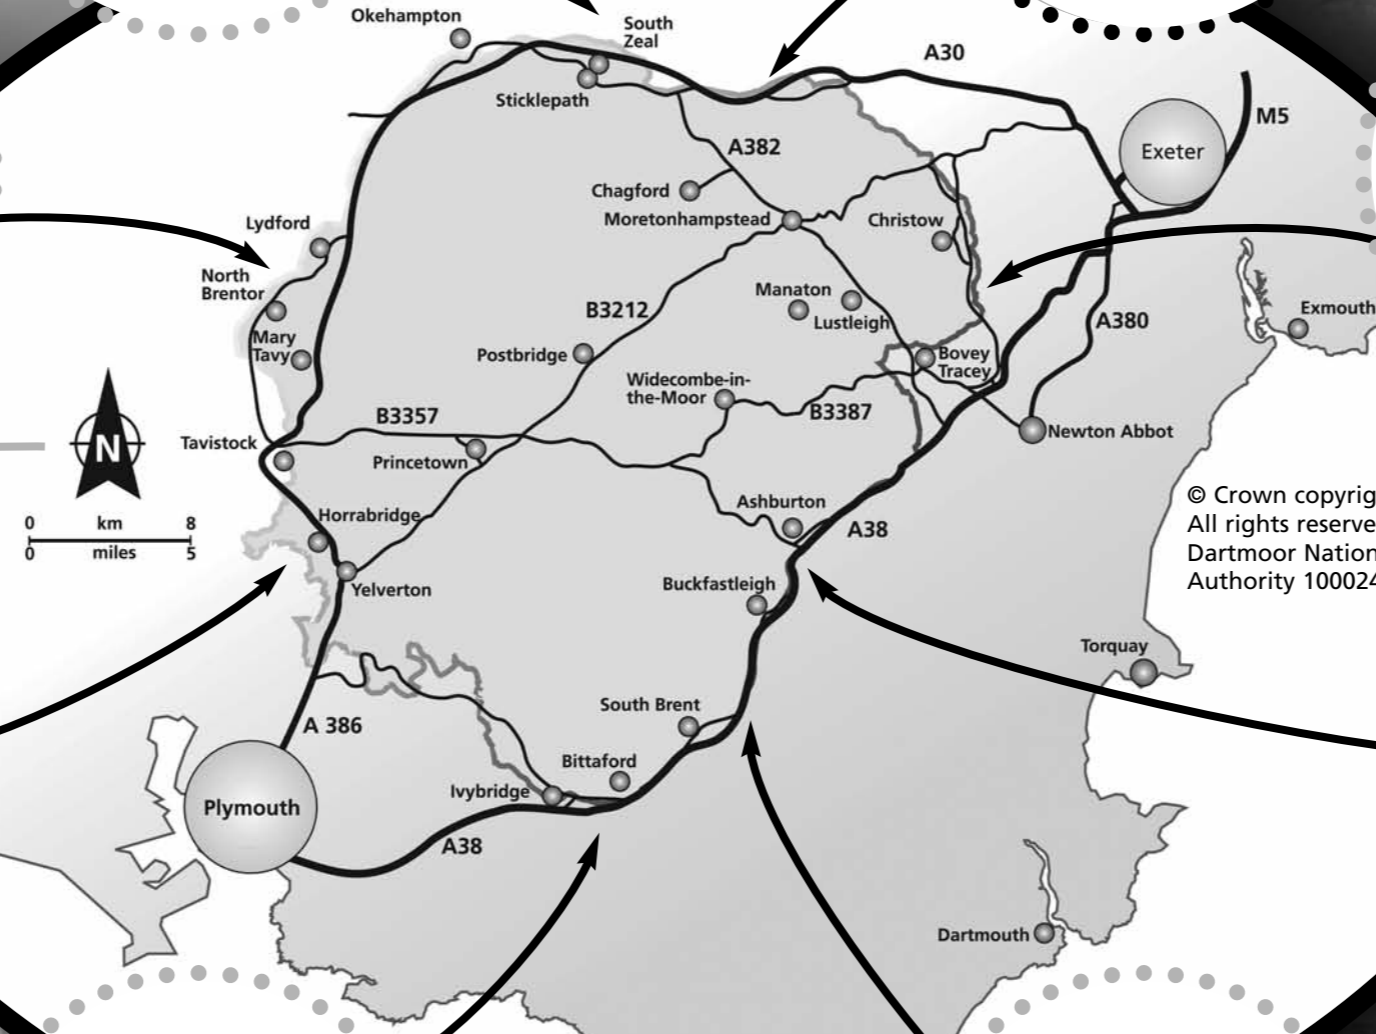 Okehampton
South
Zeal
A30
Sticklepath
M5
A382
Exeter
Chagford
Moretonhampstead
Christow
Lydford
North
Brentor
Manaton
Lustleigh
B3212
A380
Exmouth
Mary
Tavy
Postbridge
Bovey
Tracey
Widecombe-in-
the-Moor
B3357
B3387
N
Tavistock
Princetown
Newton Abbot
Ashburton
Horrabridge
A38
0 km 8
0 miles 5
© Crown copyrig
All rights reserve
Dartmoor Nation
Authority 100024
Buckfastleigh
Yelverton
Torquay
South Brent
A 386
Bittaford
Ivybridge
Plymouth
A38
Dartmouth